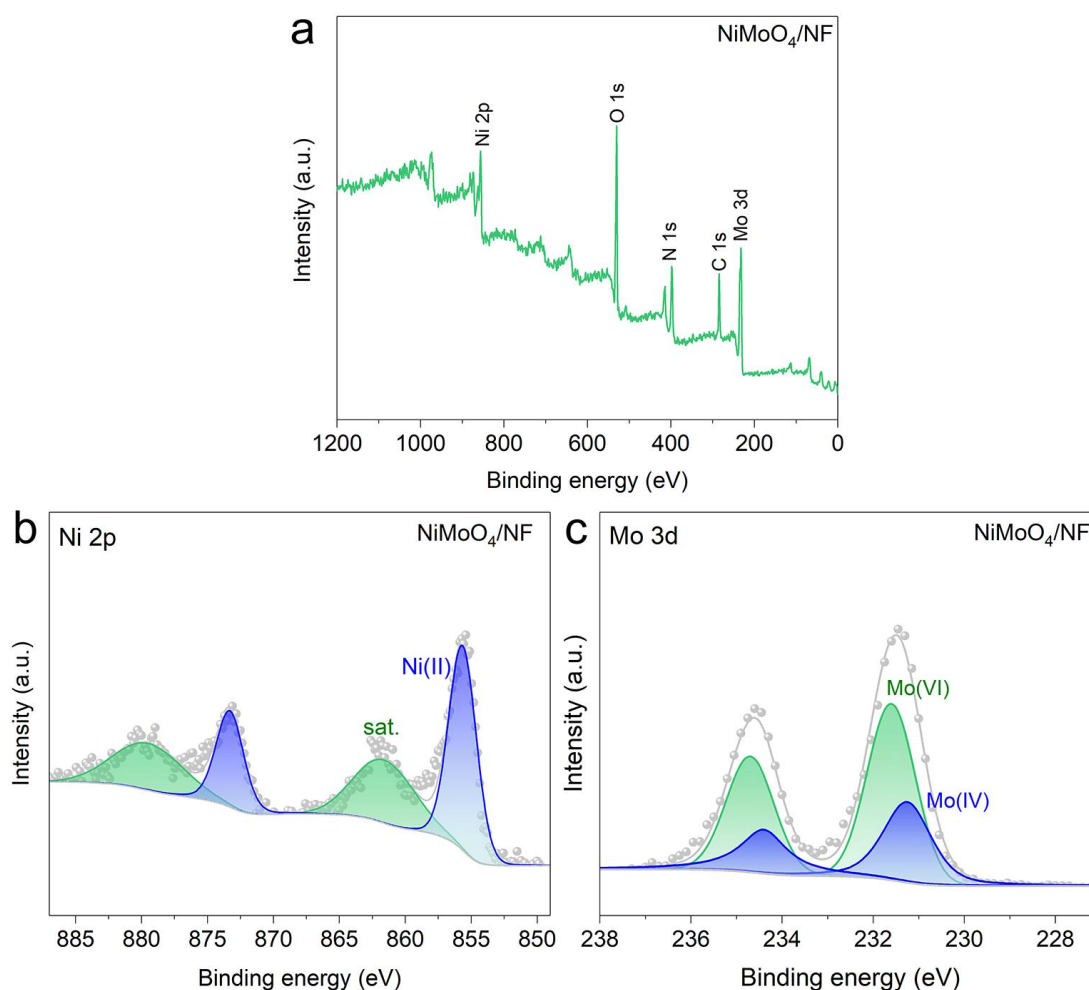 a
NiMoO₄/NF
Ni 2p
O 1s
N 1s
C 1s
Mo 3d
Intensity (a.u.)
1200 1000 800 600 400 200 0
Binding energy (eV)
b
Ni 2p
NiMoO₄/NF
Ni(II)
sat.
Intensity (a.u.)
885 880 875 870 865 860 855 850
Binding energy (eV)
c
Mo 3d
NiMoO₄/NF
Mo(VI)
Mo(IV)
Intensity (a.u.)
238 236 234 232 230 228
Binding energy (eV)